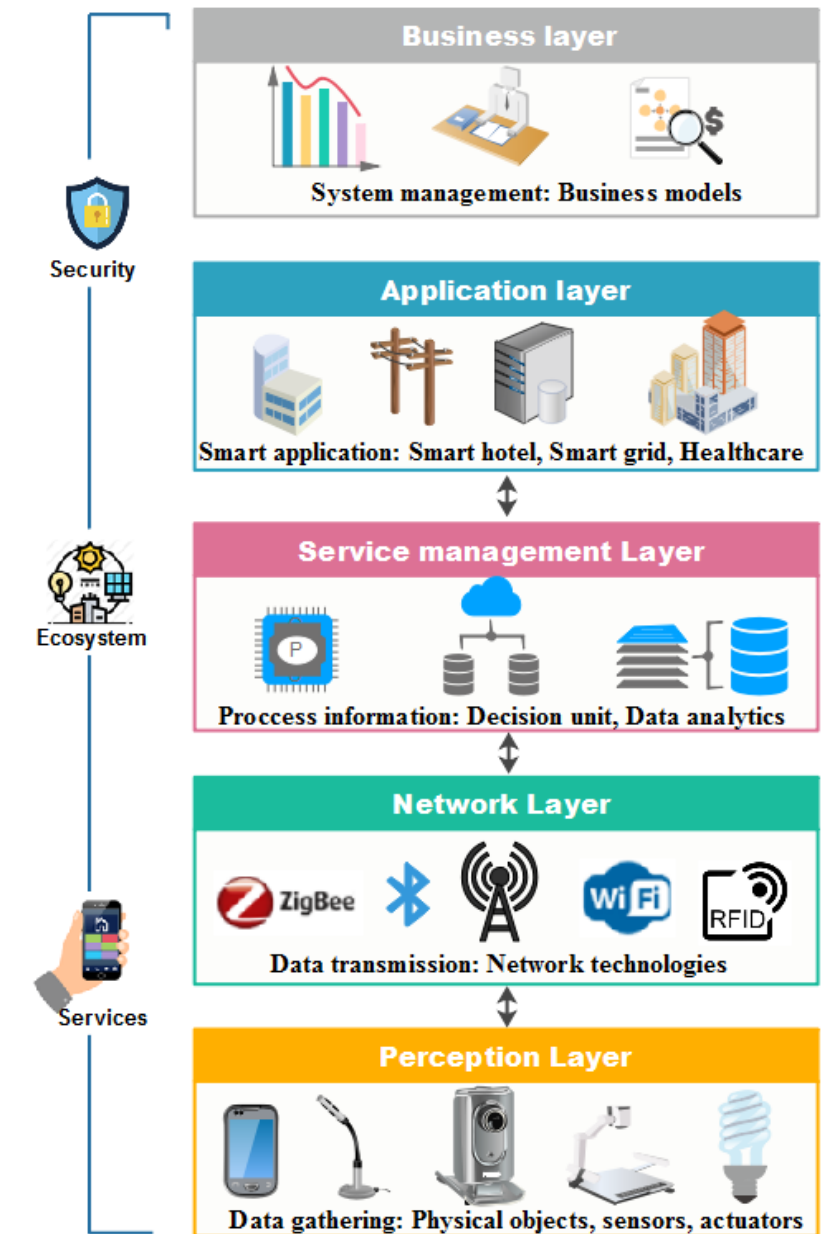 Business layer
$
System management: Business models
Security
Application layer
Smart application: Smart hotel, Smart grid, Healthcare
Service management Layer
P
Ecosystem
Proccess information: Decision unit, Data analytics
Network Layer
Z ZigBee
Wi Fi
RFID
Data transmission: Network technologies
Services
Perception Layer
Data gathering: Physical objects, sensors, actuators